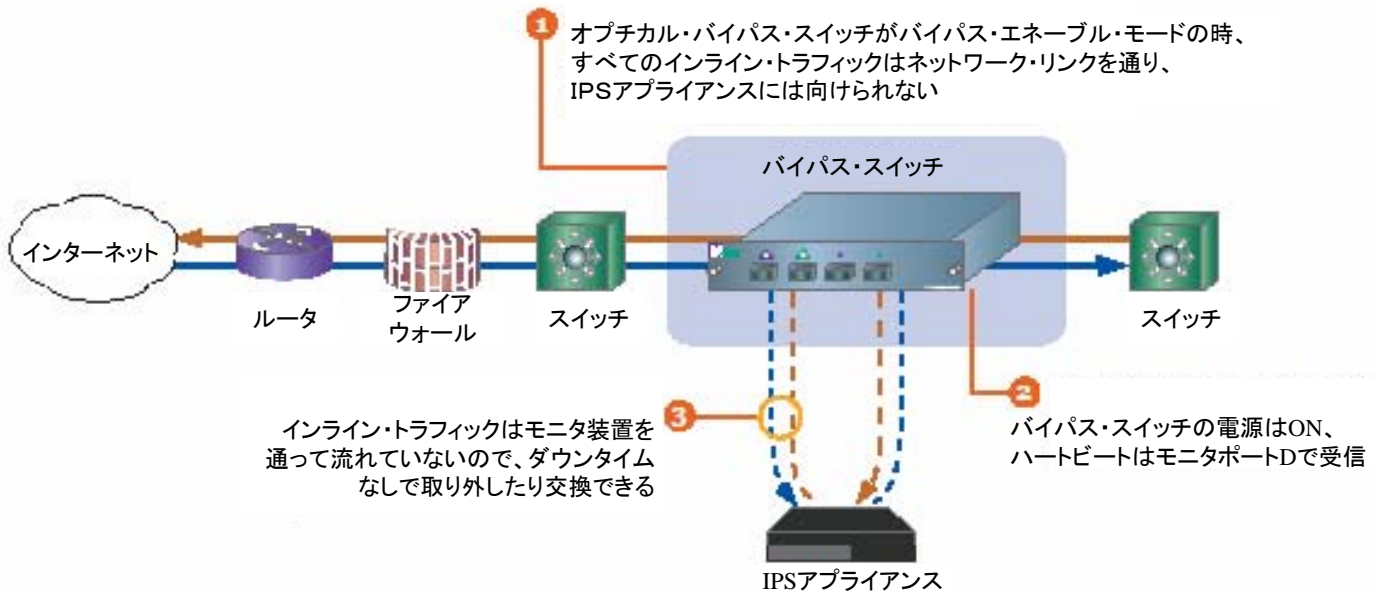 1
オプチカル・バイパス・スイッチがバイパス・エネーブル・モードの時、
すべてのインライン・トラフィックはネットワーク・リンクを通り、
IPSアプライアンスには向けられない
バイパス・スイッチ
インターネット
ルータ
ファイア
ウォール
スイッチ
スイッチ
3
インライン・トラフィックはモニタ装置を
通って流れていないので、ダウンタイム
なしで取り外したり交換できる
2
バイパス・スイッチの電源はON、
ハートビートはモニタポートDで受信
IPSアプライアンス